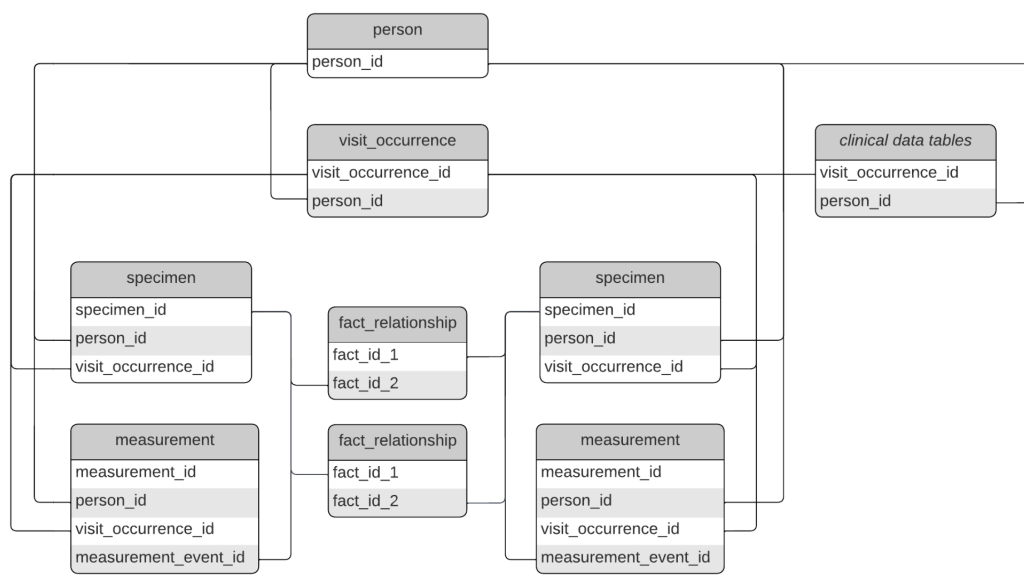 person
person_id
visit_occurrence
visit_occurrence_id
person_id
clinical data tables
visit_occurrence_id
person_id
specimen
specimen_id
person_id
visit_occurrence_id
fact_relationship
fact_id_1
fact_id_2
specimen
specimen_id
person_id
visit_occurrence_id
measurement
measurement_id
person_id
visit_occurrence_id
measurement_event_id
fact_relationship
fact_id_1
fact_id_2
measurement
measurement_id
person_id
visit_occurrence_id
measurement_event_id